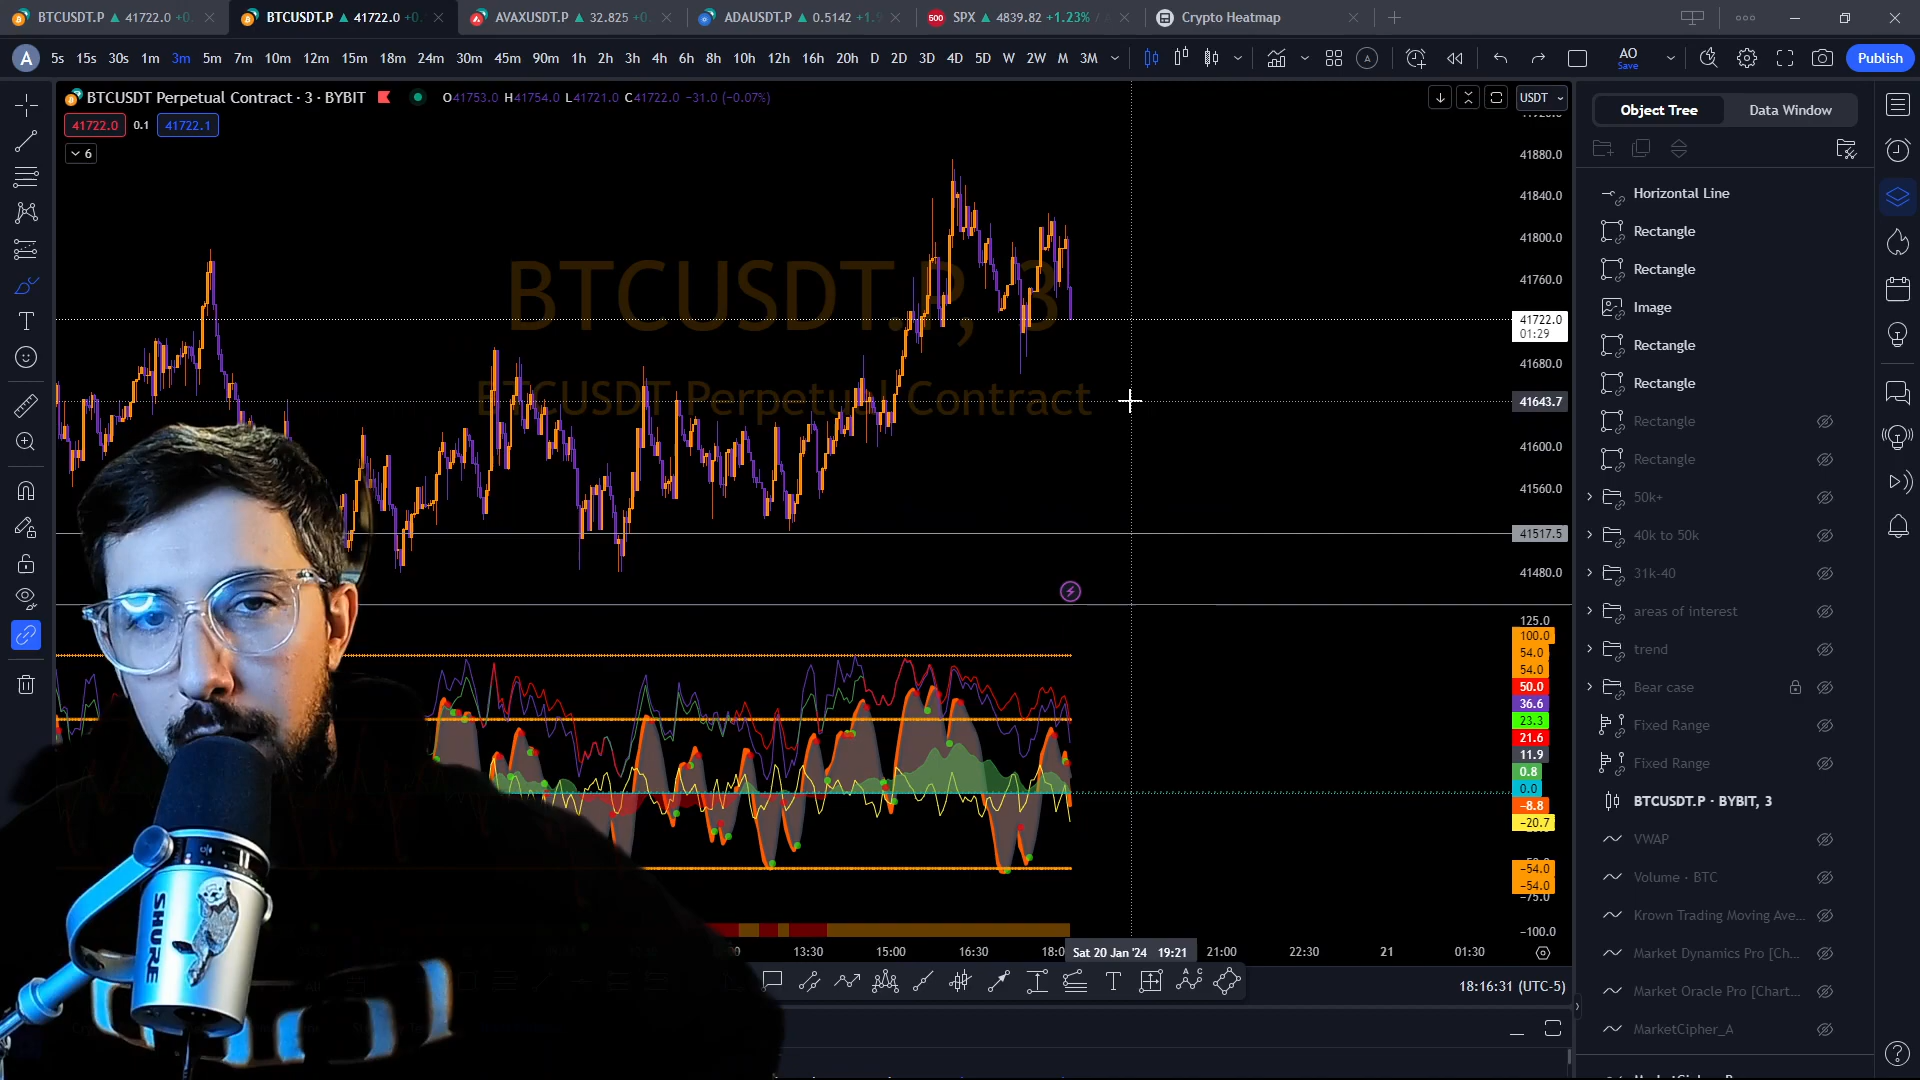 BTCUSDT.P ▲ 41722.0 +0.
BTCUSDT.P ▲ 41722.0 +0.
AVAXUSDT.P ▲ 32.825 +0.
ADAUSDT.P ▲ 0.5142 +1.
500 SPX ▲ 4839.82 +1.23%
Crypto Heatmap
A 5s 15s 30s 1m 3m 5m 7m 10m 12m 15m 18m 24m 30m 45m 90m 1h 2h 3h 4h 6h 8h 10h 12h 16h 20h D 2D 3D 4D 5D W 2W M 3M
A
AO
Save
Publish
BTCUSDT Perpetual Contract · 3 · BYBIT
O41753.0 H41754.0 L41721.0 C41722.0 −31.0 (−0.07%)
USDT
41722.0 0.1 41722.1
6
BTCUSDT.P, 3
BTCUSDT Perpetual Contract
41880.0
41840.0
41800.0
41760.0
41722.0
01:29
41680.0
41643.7
41600.0
41560.0
41517.5
41480.0
125.0
100.0
54.0
54.0
50.0
36.6
23.3
21.6
11.9
0.8
0.0
−8.8
−20.7
−54.0
−54.0
−75.0
−100.0
13:30 15:00 16:30 18:0 Sat 20 Jan '24 19:21 21:00 22:30 21 01:30
18:16:31 (UTC-5)
Object Tree Data Window
Horizontal Line
Rectangle
Rectangle
Image
Rectangle
Rectangle
Rectangle
Rectangle
50k+
40k to 50k
31k-40
areas of interest
trend
Bear case
Fixed Range
Fixed Range
BTCUSDT.P · BYBIT, 3
VWAP
Volume · BTC
Krown Trading Moving Ave...
Market Dynamics Pro [Ch...
Market Oracle Pro [Chart...
MarketCipher_A
SHURE